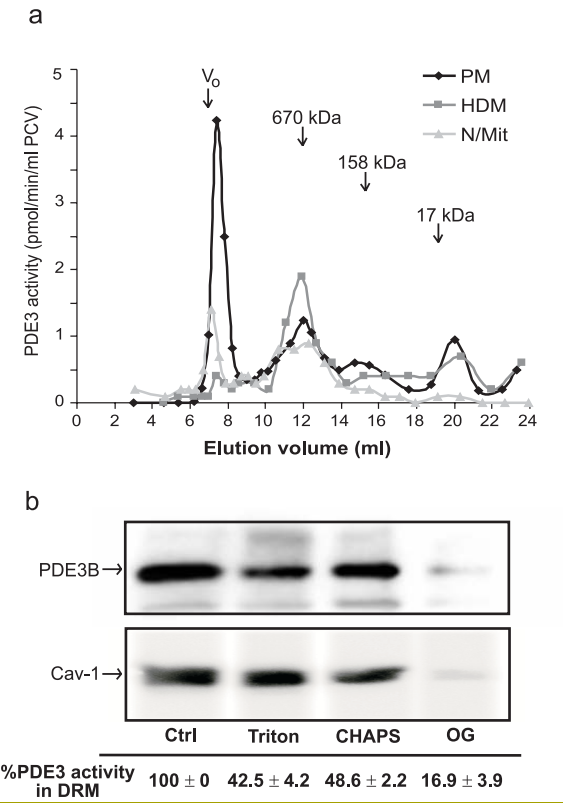 a
PDE3 activity (pmol/min/ml PCV)
5
4
3
2
1
0
V₀
670 kDa
158 kDa
17 kDa
PM
HDM
N/Mit
0 2 4 6 8 10 12 14 16 18 20 22 24
Elution volume (ml)
b
PDE3B→
Cav-1→
Ctrl Triton CHAPS OG
%PDE3 activity 100 ± 0 42.5 ± 4.2 48.6 ± 2.2 16.9 ± 3.9
in DRM